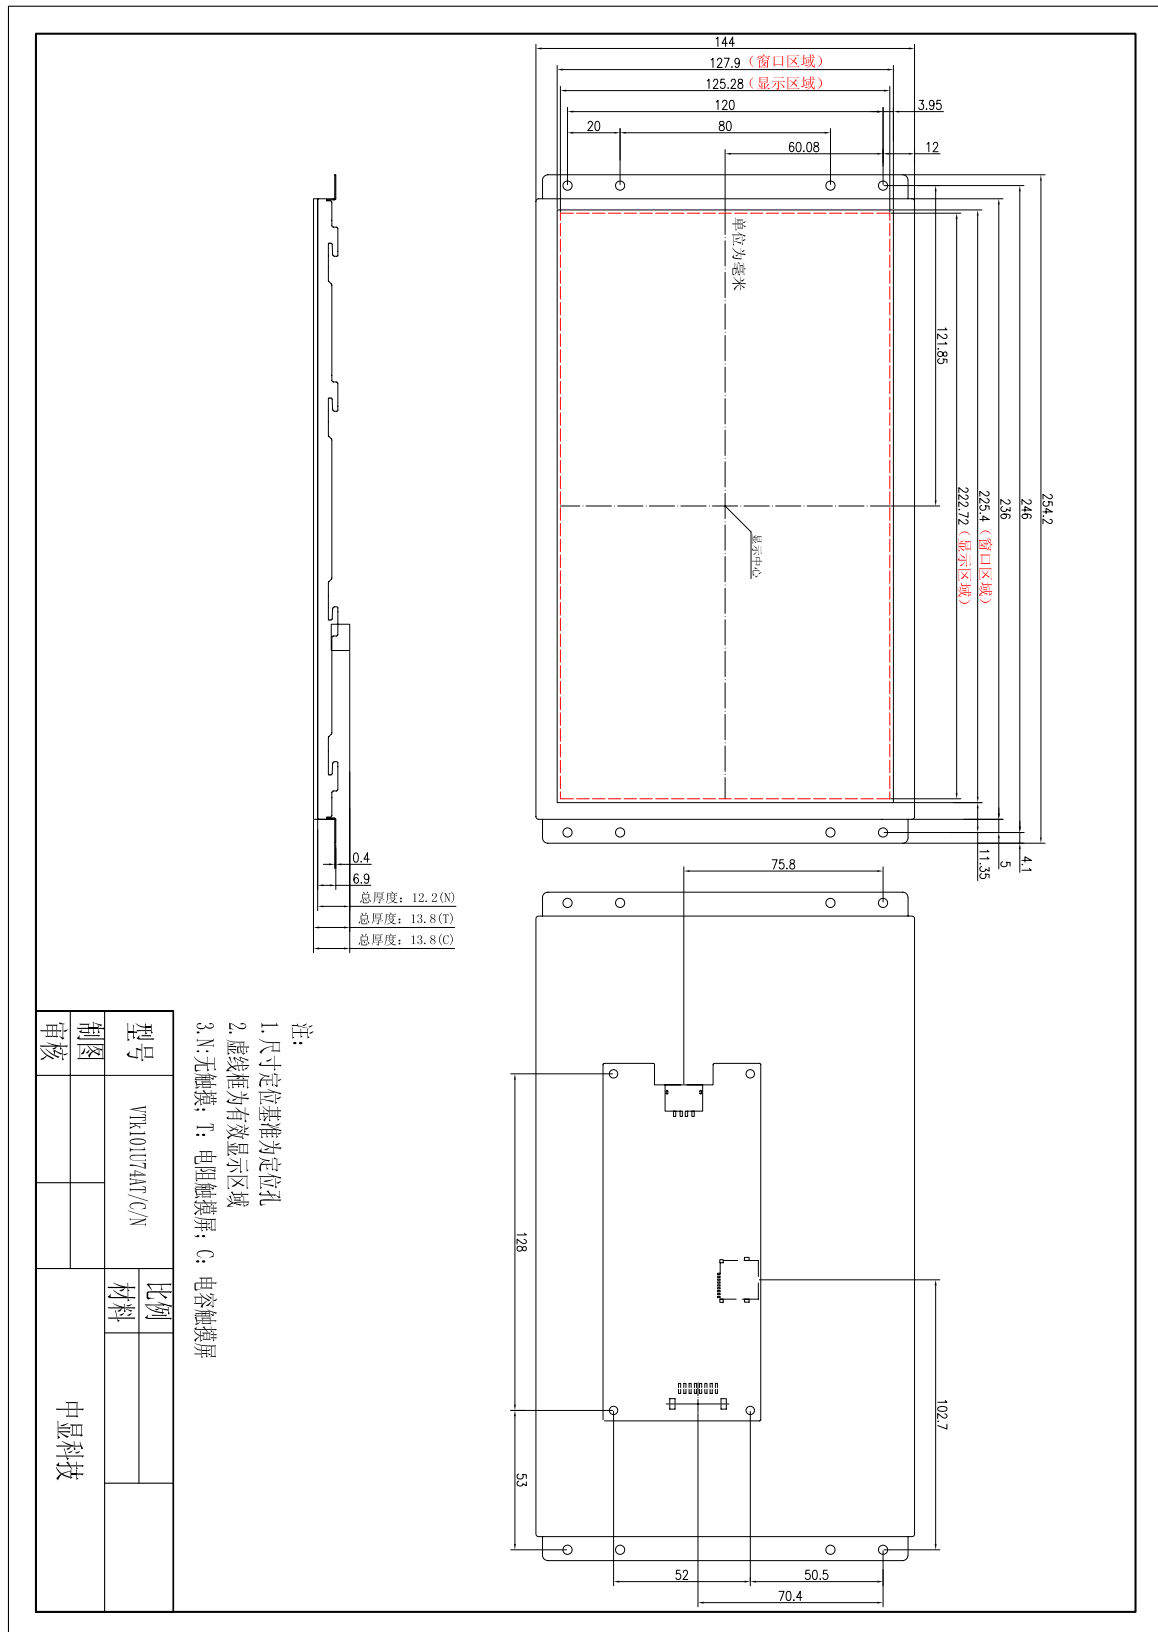 144
127.9（窗口区域）
125.28（显示区域）
120
3.95
20
80
60.08
12
单位为毫米
121.85
显示中心
254.2
246
236
225.4（窗口区域）
222.72（显示区域）
4.1
5
11.35
0.4
6.9
总厚度：12.2(N)
总厚度：13.8(T)
总厚度：13.8(C)
75.8
128
53
102.7
52
50.5
70.4
注：
1.尺寸定位基准为定位孔
2.虚线框为有效显示区域
3.N:无触摸；T：电阻触摸屏；C：电容触摸屏
型号
VTk101U74AT/C/N
比例
材料
制图
审核
中显科技